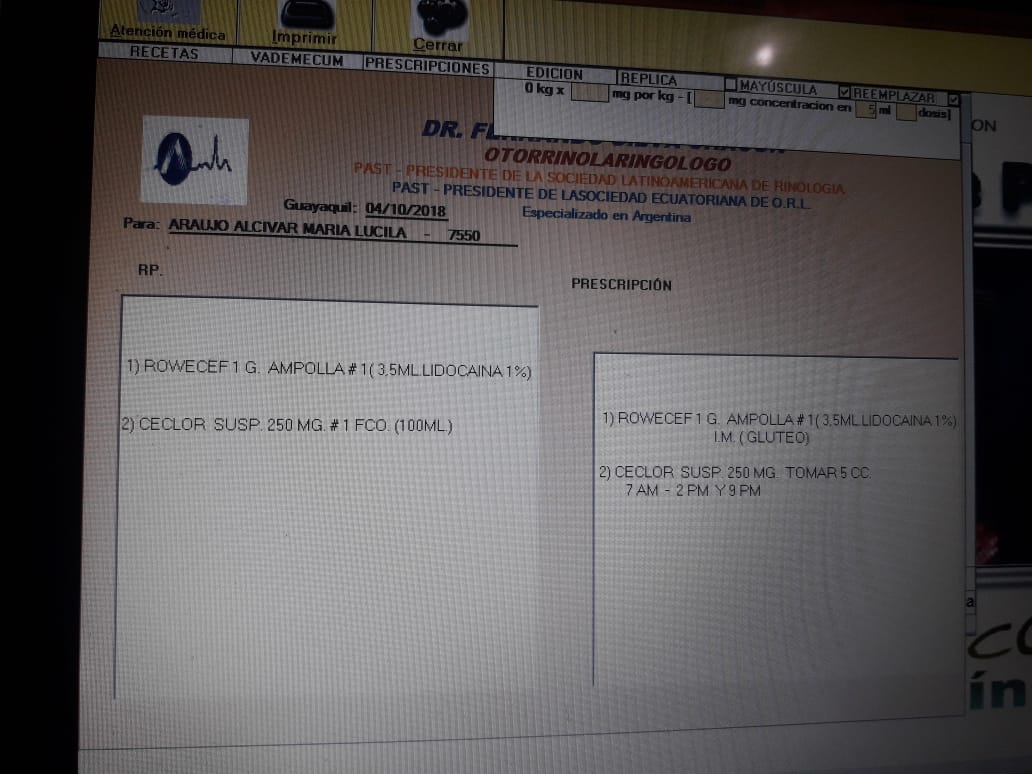 Atención médica Imprimir Cerrar
RECETAS VADEMECUM PRESCRIPCIONES EDICION REPLICA MAYÚSCULA REEMPLAZAR
0 kg x mg por kg - [ mg concentracion en 5 ml dosis]
ON
DR.
OTORRINOLARINGOLOGO
PAST - PRESIDENTE DE LA SOCIEDAD LATINOAMERICANA DE RINOLOGIA
PAST - PRESIDENTE DE LASOCIEDAD ECUATORIANA DE O.R.L.
Guayaquil: 04/10/2018 Especializado en Argentina
Para: ARAUJO ALCIVAR MARIA LUCILA - 7550
RP.
PRESCRIPCIÓN
1) ROWECEF 1 G. AMPOLLA # 1( 3,5ML.LIDOCAINA 1%)
2) CECLOR SUSP. 250 MG. # 1 FCO. (100ML.)
1) ROWECEF 1 G. AMPOLLA # 1( 3,5ML.LIDOCAINA 1%)
I.M. ( GLUTEO)
2) CECLOR SUSP. 250 MG. TOMAR 5 CC.
7 AM - 2 PM Y 9 PM
a
ín